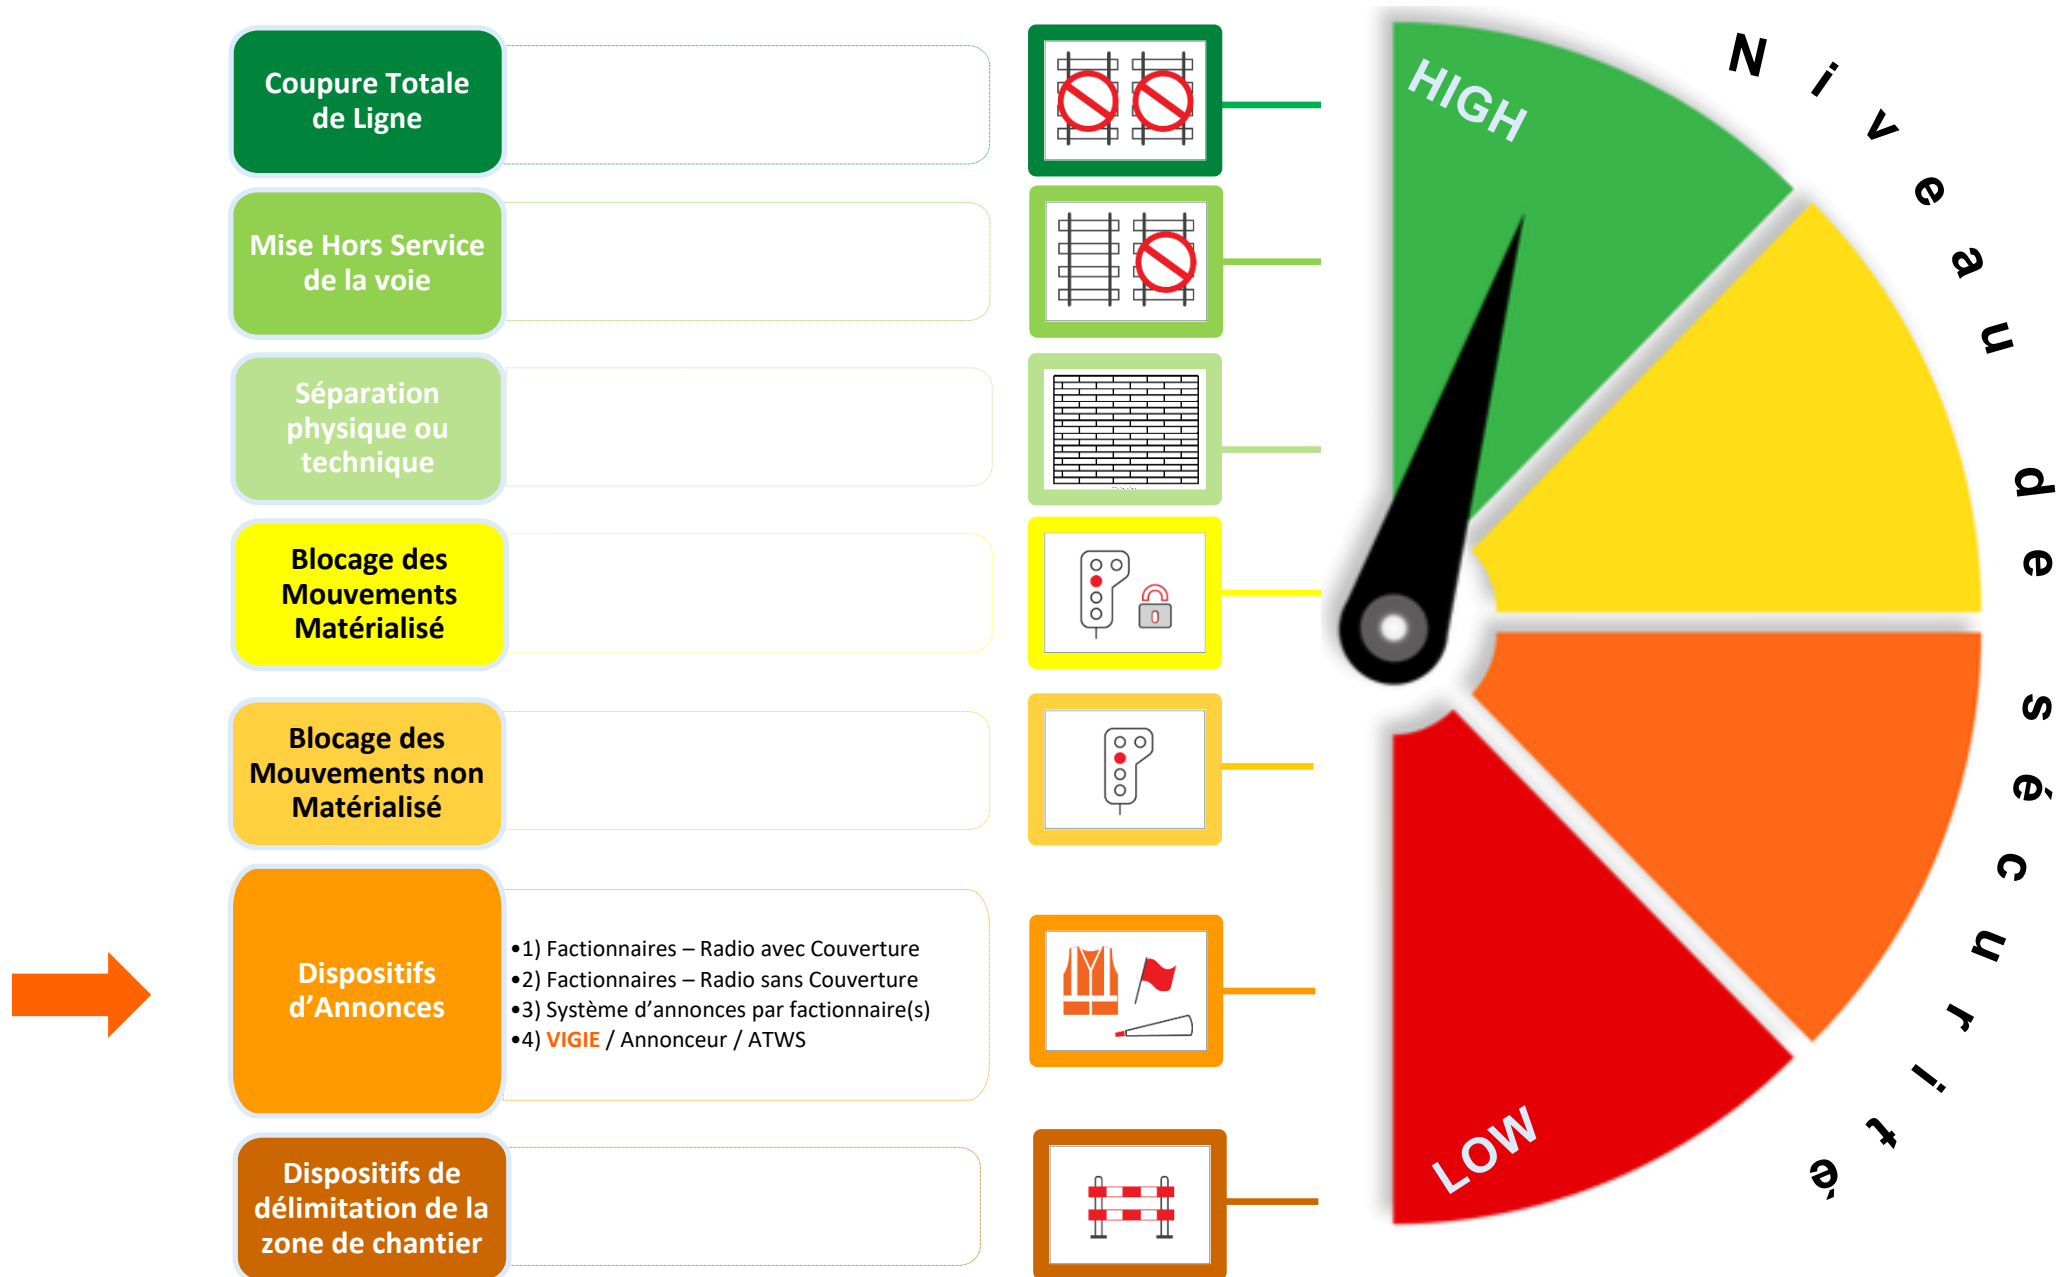 Coupure Totale
de Ligne
Mise Hors Service
de la voie
Séparation
physique ou
technique
Blocage des
Mouvements
Matérialisé
Blocage des
Mouvements non
Matérialisé
Dispositifs
d’Annonces
•1) Factionnaires – Radio avec Couverture
•2) Factionnaires – Radio sans Couverture
•3) Système d’annonces par factionnaire(s)
•4) VIGIE / Annonceur / ATWS
Dispositifs de
délimitation de la
zone de chantier
HIGH
LOW
Niveau de sécurité